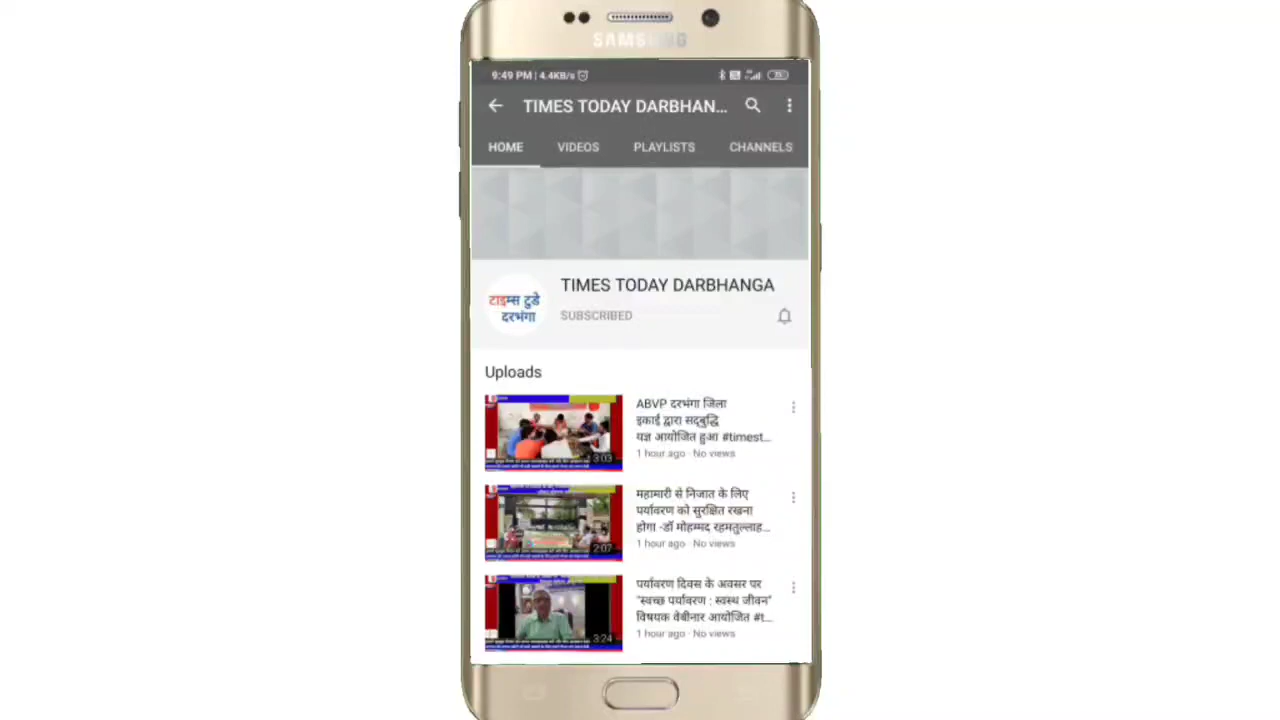 SAMSUNG
9:49 PM | 4.4KB/s
← TIMES TODAY DARBHAN...
HOME VIDEOS PLAYLISTS CHANNELS
टाइम्स टुडे
दरभंगा
TIMES TODAY DARBHANGA
SUBSCRIBED
Uploads
ABVP दरभंगा जिला
इकाई द्वारा सद्बुद्धि
यज्ञ आयोजित हुआ #timest...
1 hour ago · No views
3:03
महामारी से निजात के लिए
पर्यावरण को सुरक्षित रखना
होगा -डॉ मोहम्मद रहमतुल्लाह...
1 hour ago · No views
2:07
पर्यावरण दिवस के अवसर पर
"स्वच्छ पर्यावरण : स्वस्थ जीवन"
विषयक वेबीनार आयोजित #t...
1 hour ago · No views
3:24